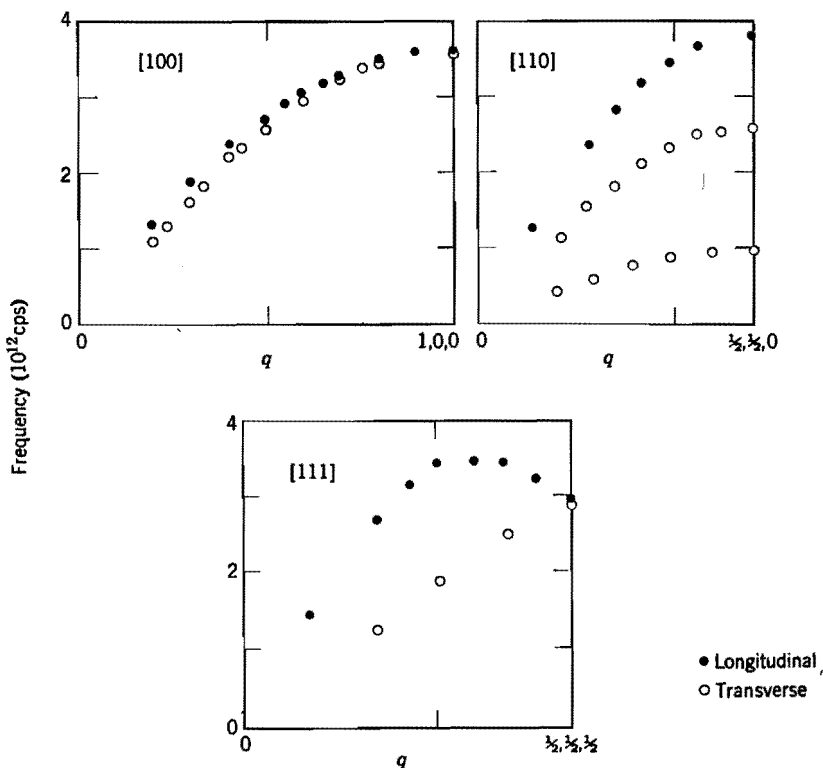 4
[100]
[110]
2
0
0
q
1,0,0
0
q
½,½,0
Frequency (10¹²cps)
4
[111]
2
0
0
q
½,½,½
● Longitudinal
○ Transverse